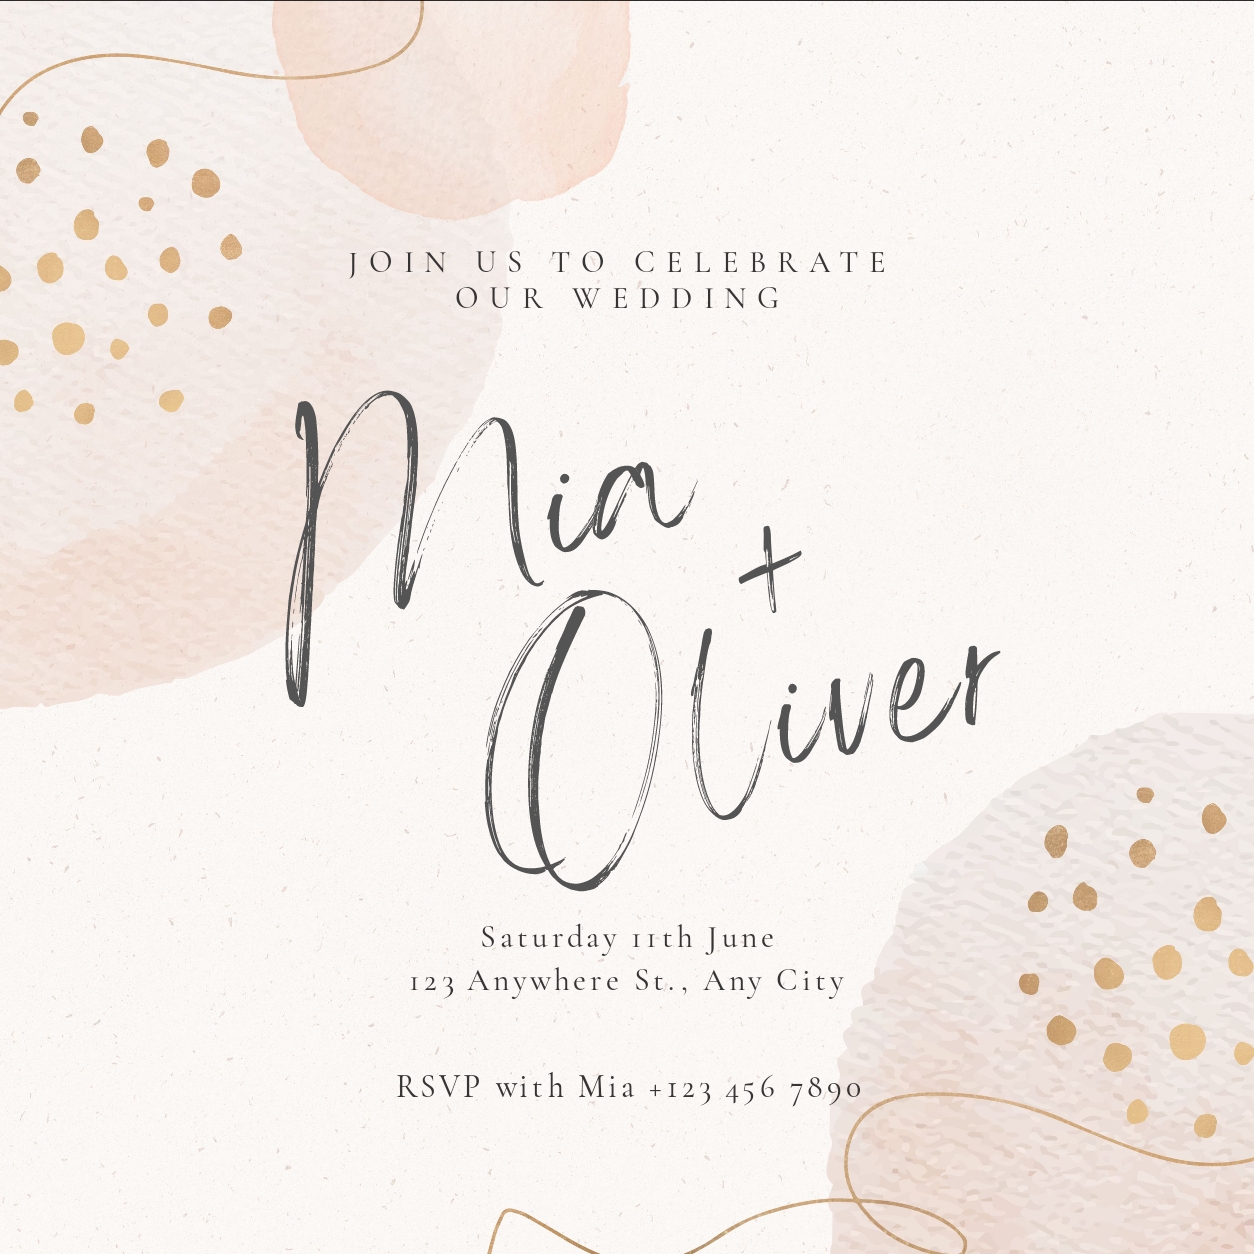 JOIN US TO CELEBRATE
OUR WEDDING
Mia
+
Oliver
Saturday 11th June
123 Anywhere St., Any City
RSVP with Mia +123 456 7890